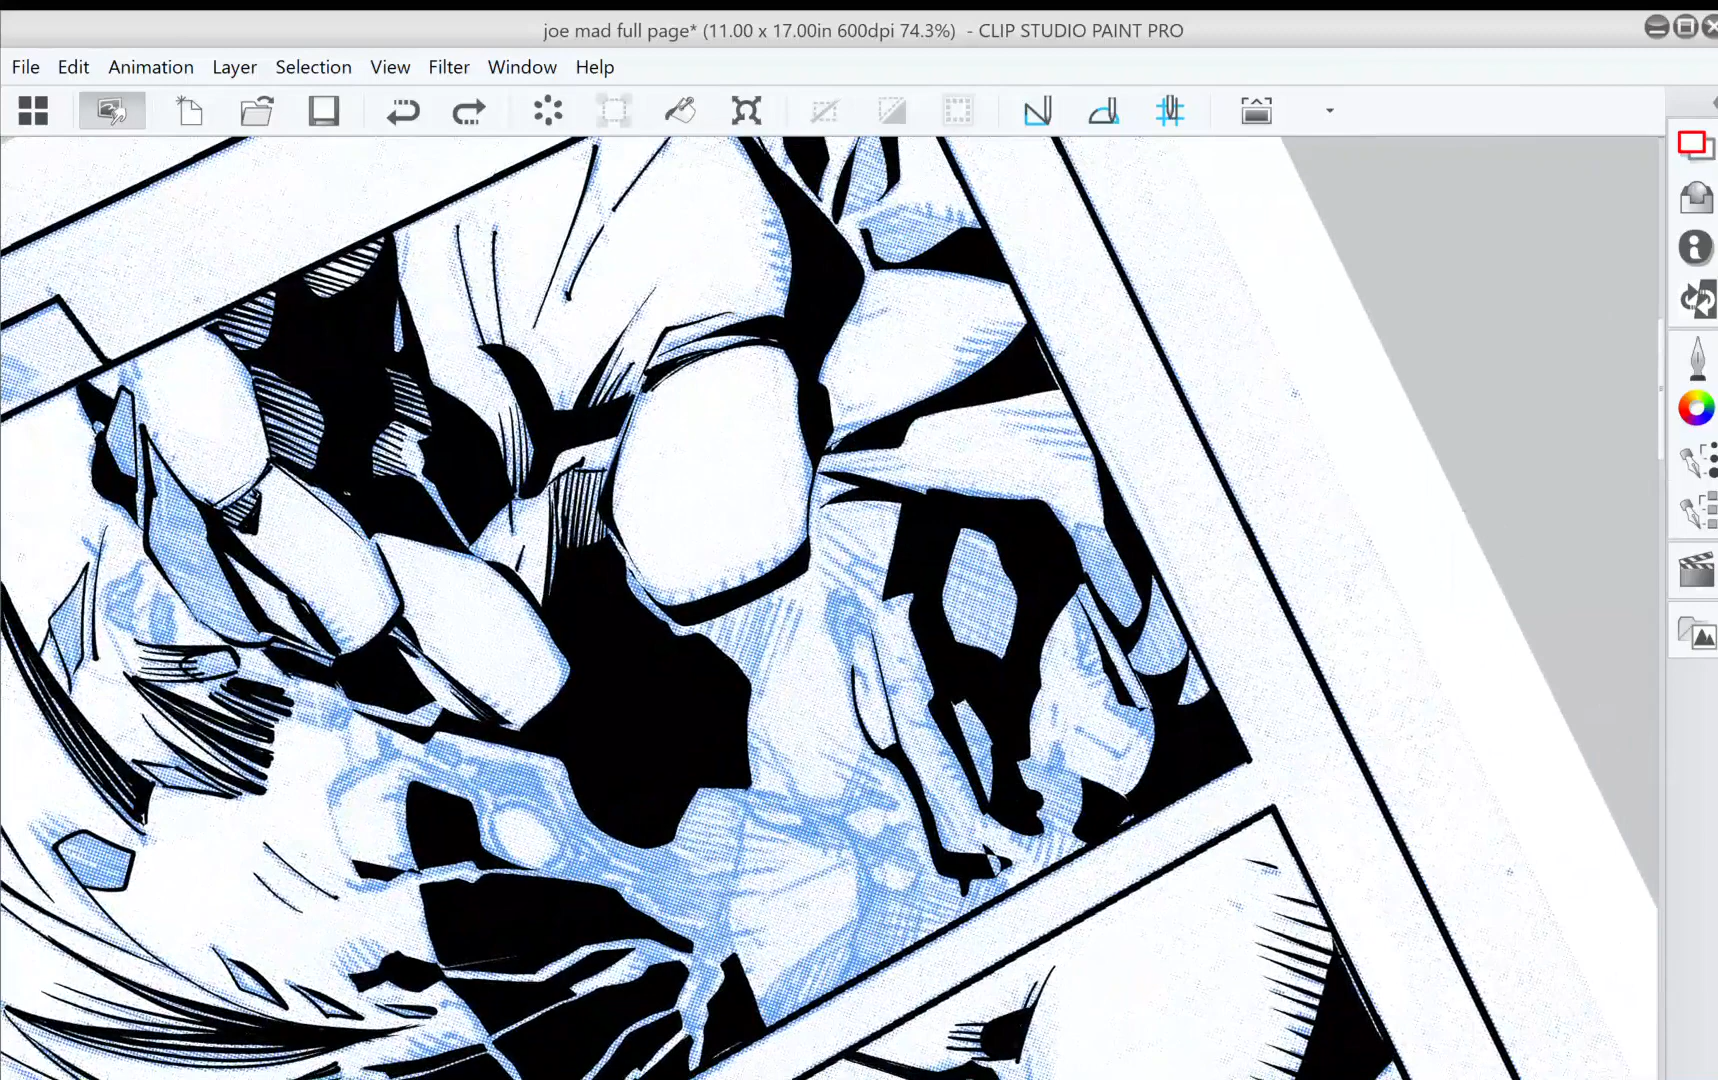 joe mad full page* (11.00 x 17.00in 600dpi 74.3%) - CLIP STUDIO PAINT PRO
File Edit Animation Layer Selection View Filter Window Help